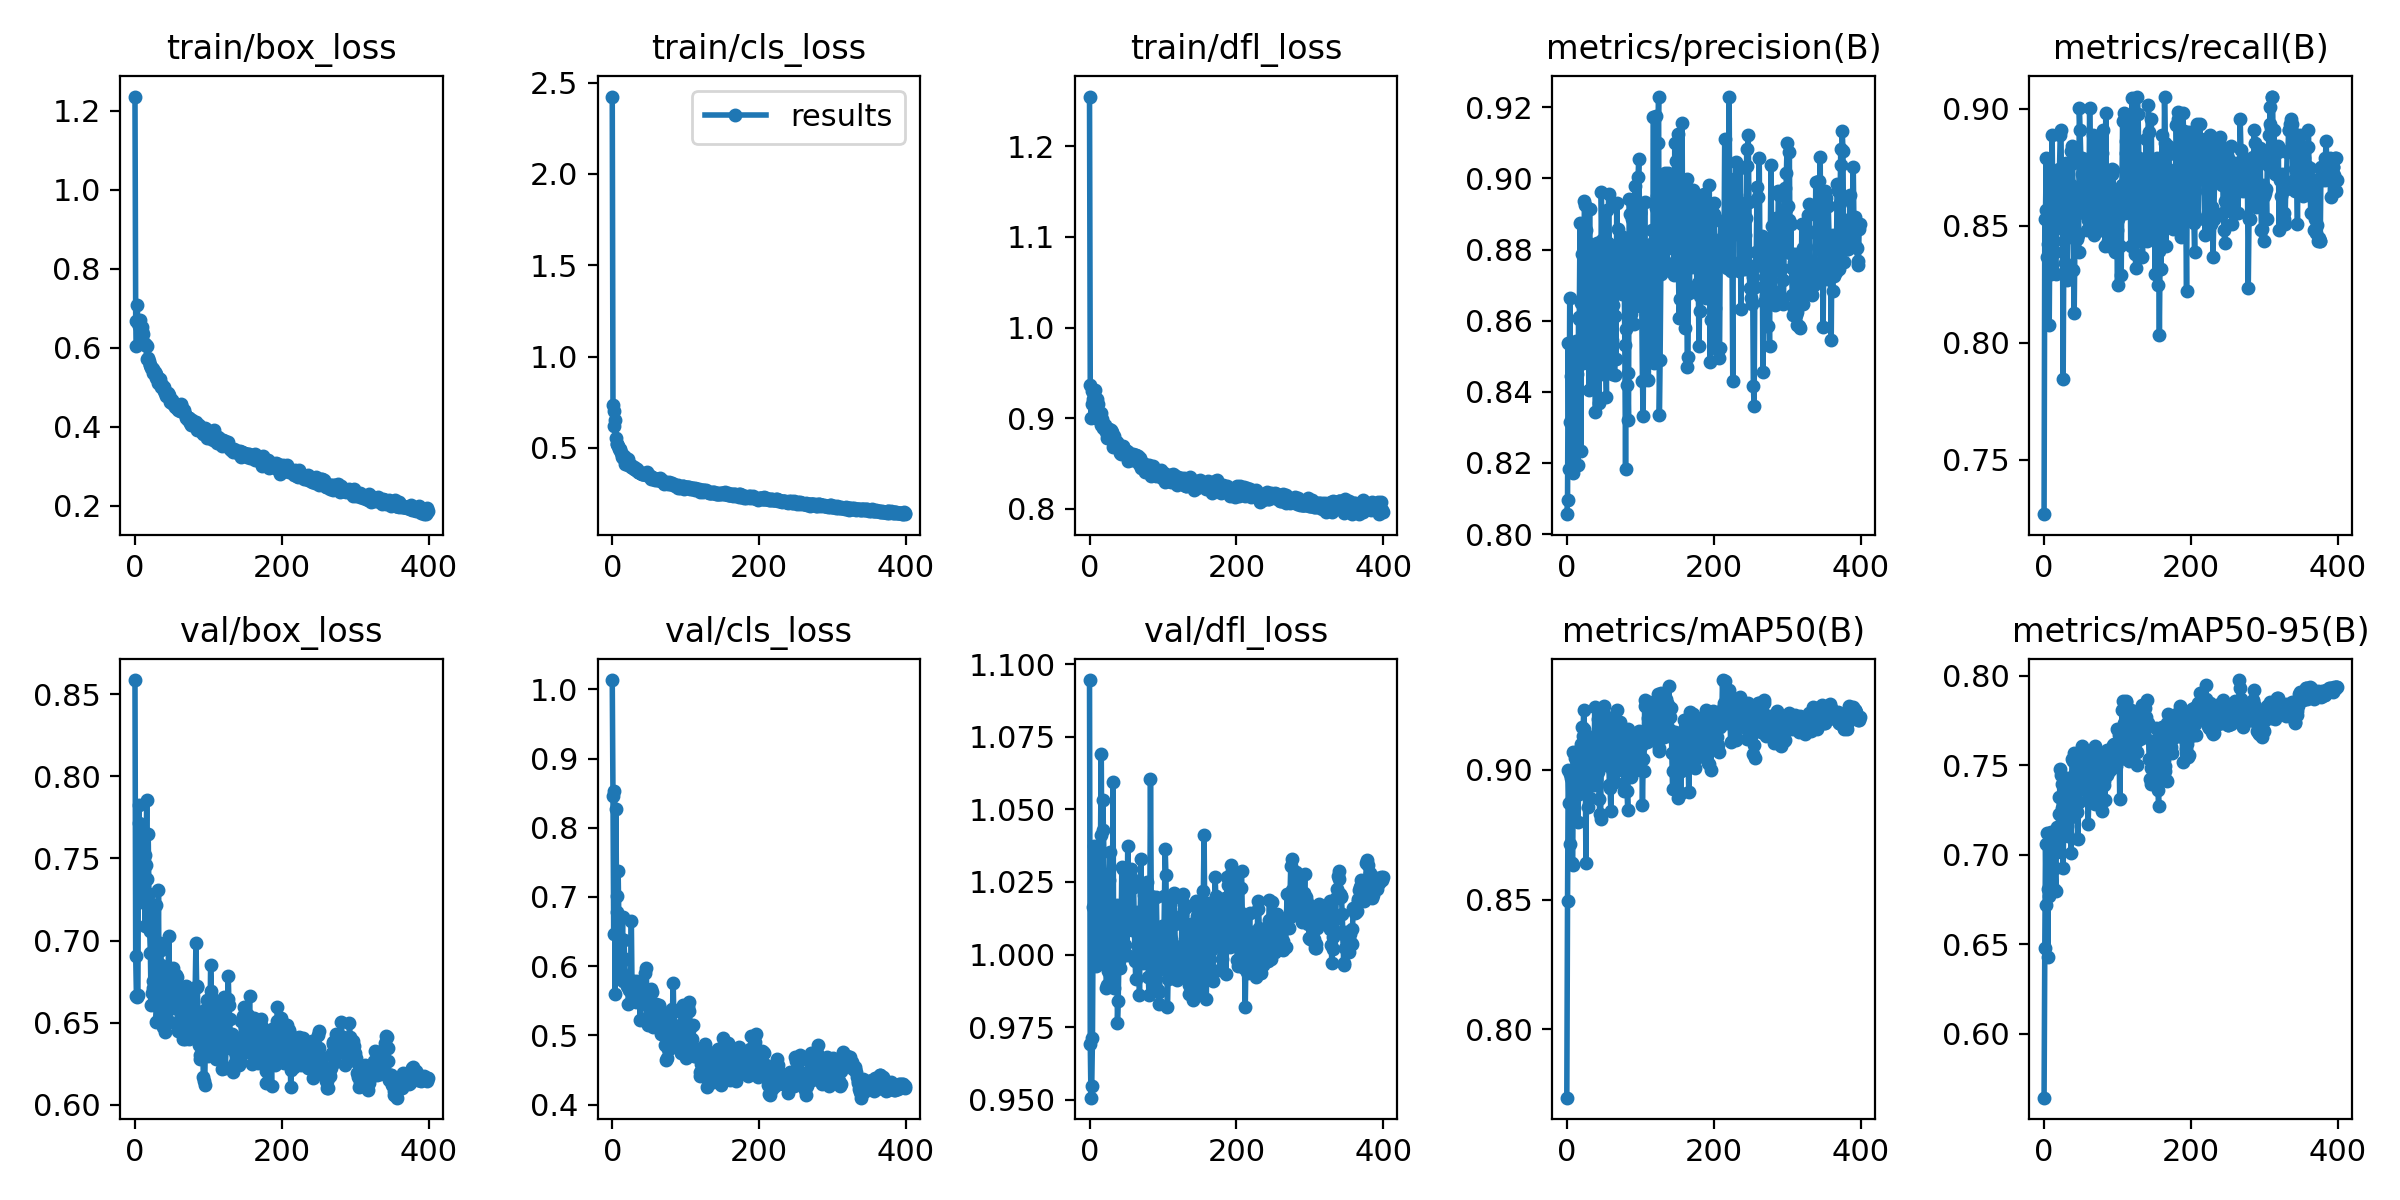 train/box_loss
1.2
1.0
0.8
0.6
0.4
0.2
0 200 400
train/cls_loss
results
2.5
2.0
1.5
1.0
0.5
0 200 400
train/dfl_loss
1.2
1.1
1.0
0.9
0.8
0 200 400
metrics/precision(B)
0.92
0.90
0.88
0.86
0.84
0.82
0.80
0 200 400
metrics/recall(B)
0.90
0.85
0.80
0.75
0 200 400
val/box_loss
0.85
0.80
0.75
0.70
0.65
0.60
0 200 400
val/cls_loss
1.0
0.9
0.8
0.7
0.6
0.5
0.4
0 200 400
val/dfl_loss
1.100
1.075
1.050
1.025
1.000
0.975
0.950
0 200 400
metrics/mAP50(B)
0.90
0.85
0.80
0 200 400
metrics/mAP50-95(B)
0.80
0.75
0.70
0.65
0.60
0 200 400